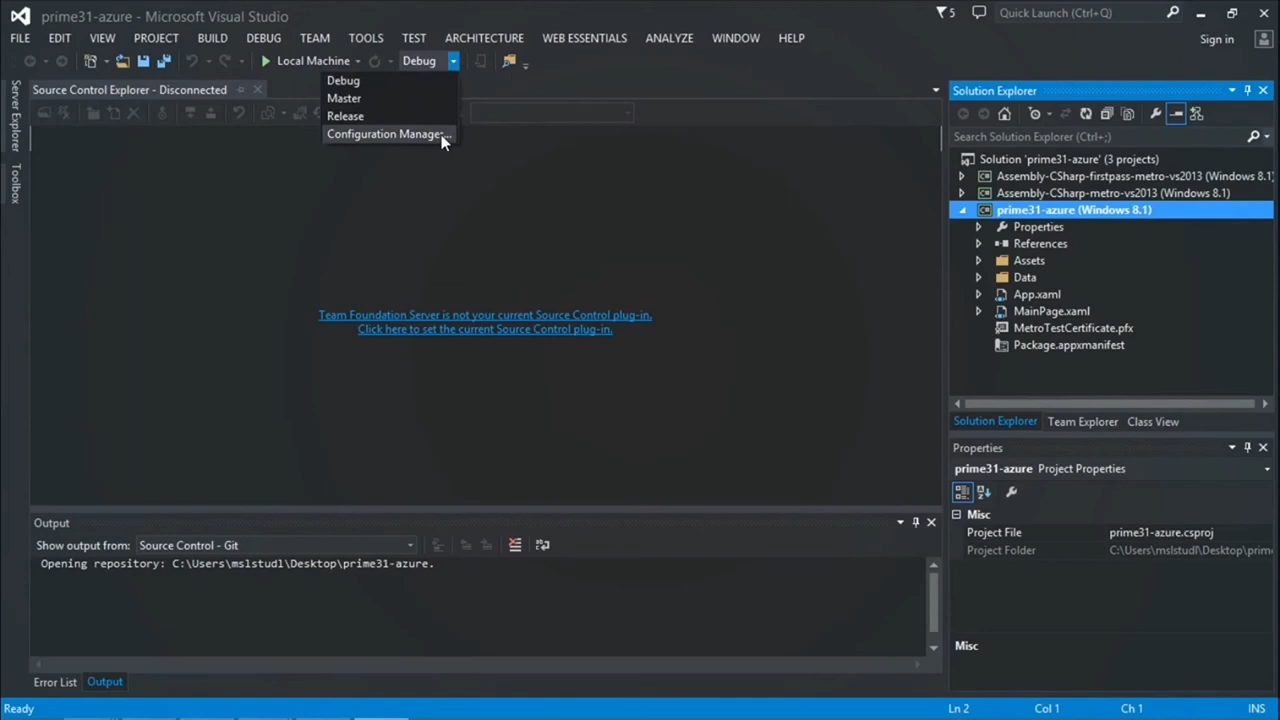 prime31-azure - Microsoft Visual Studio
5
Quick Launch (Ctrl+Q)
FILE EDIT VIEW PROJECT BUILD DEBUG TEAM TOOLS TEST ARCHITECTURE WEB ESSENTIALS ANALYZE WINDOW HELP
Sign in
Local Machine
Debug
Debug
Master
Release
Configuration Manager...
Server Explorer
Toolbox
Source Control Explorer - Disconnected
Team Foundation Server is not your current Source Control plug-in.
Click here to set the current Source Control plug-in.
Output
Show output from: Source Control - Git
Opening repository: C:\Users\mslstudl\Desktop\prime31-azure.
Error List Output
Solution Explorer
Search Solution Explorer (Ctrl+;)
Solution 'prime31-azure' (3 projects)
Assembly-CSharp-firstpass-metro-vs2013 (Windows 8.1)
Assembly-CSharp-metro-vs2013 (Windows 8.1)
prime31-azure (Windows 8.1)
Properties
References
Assets
Data
App.xaml
MainPage.xaml
MetroTestCertificate.pfx
Package.appxmanifest
Solution Explorer Team Explorer Class View
Properties
prime31-azure Project Properties
Misc
Project File prime31-azure.csproj
Project Folder C:\Users\mslstudl\Desktop\prime
Misc
Ready
Ln 2 Col 1 Ch 1 INS